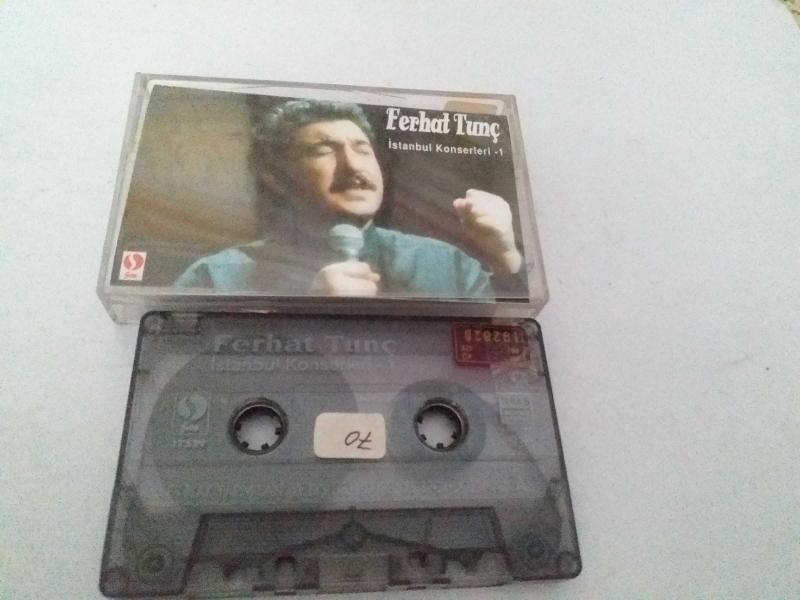 Ferhat Tunç
İstanbul Konserleri -1
Ferhat Tunç
İstanbul Konserleri -1
70